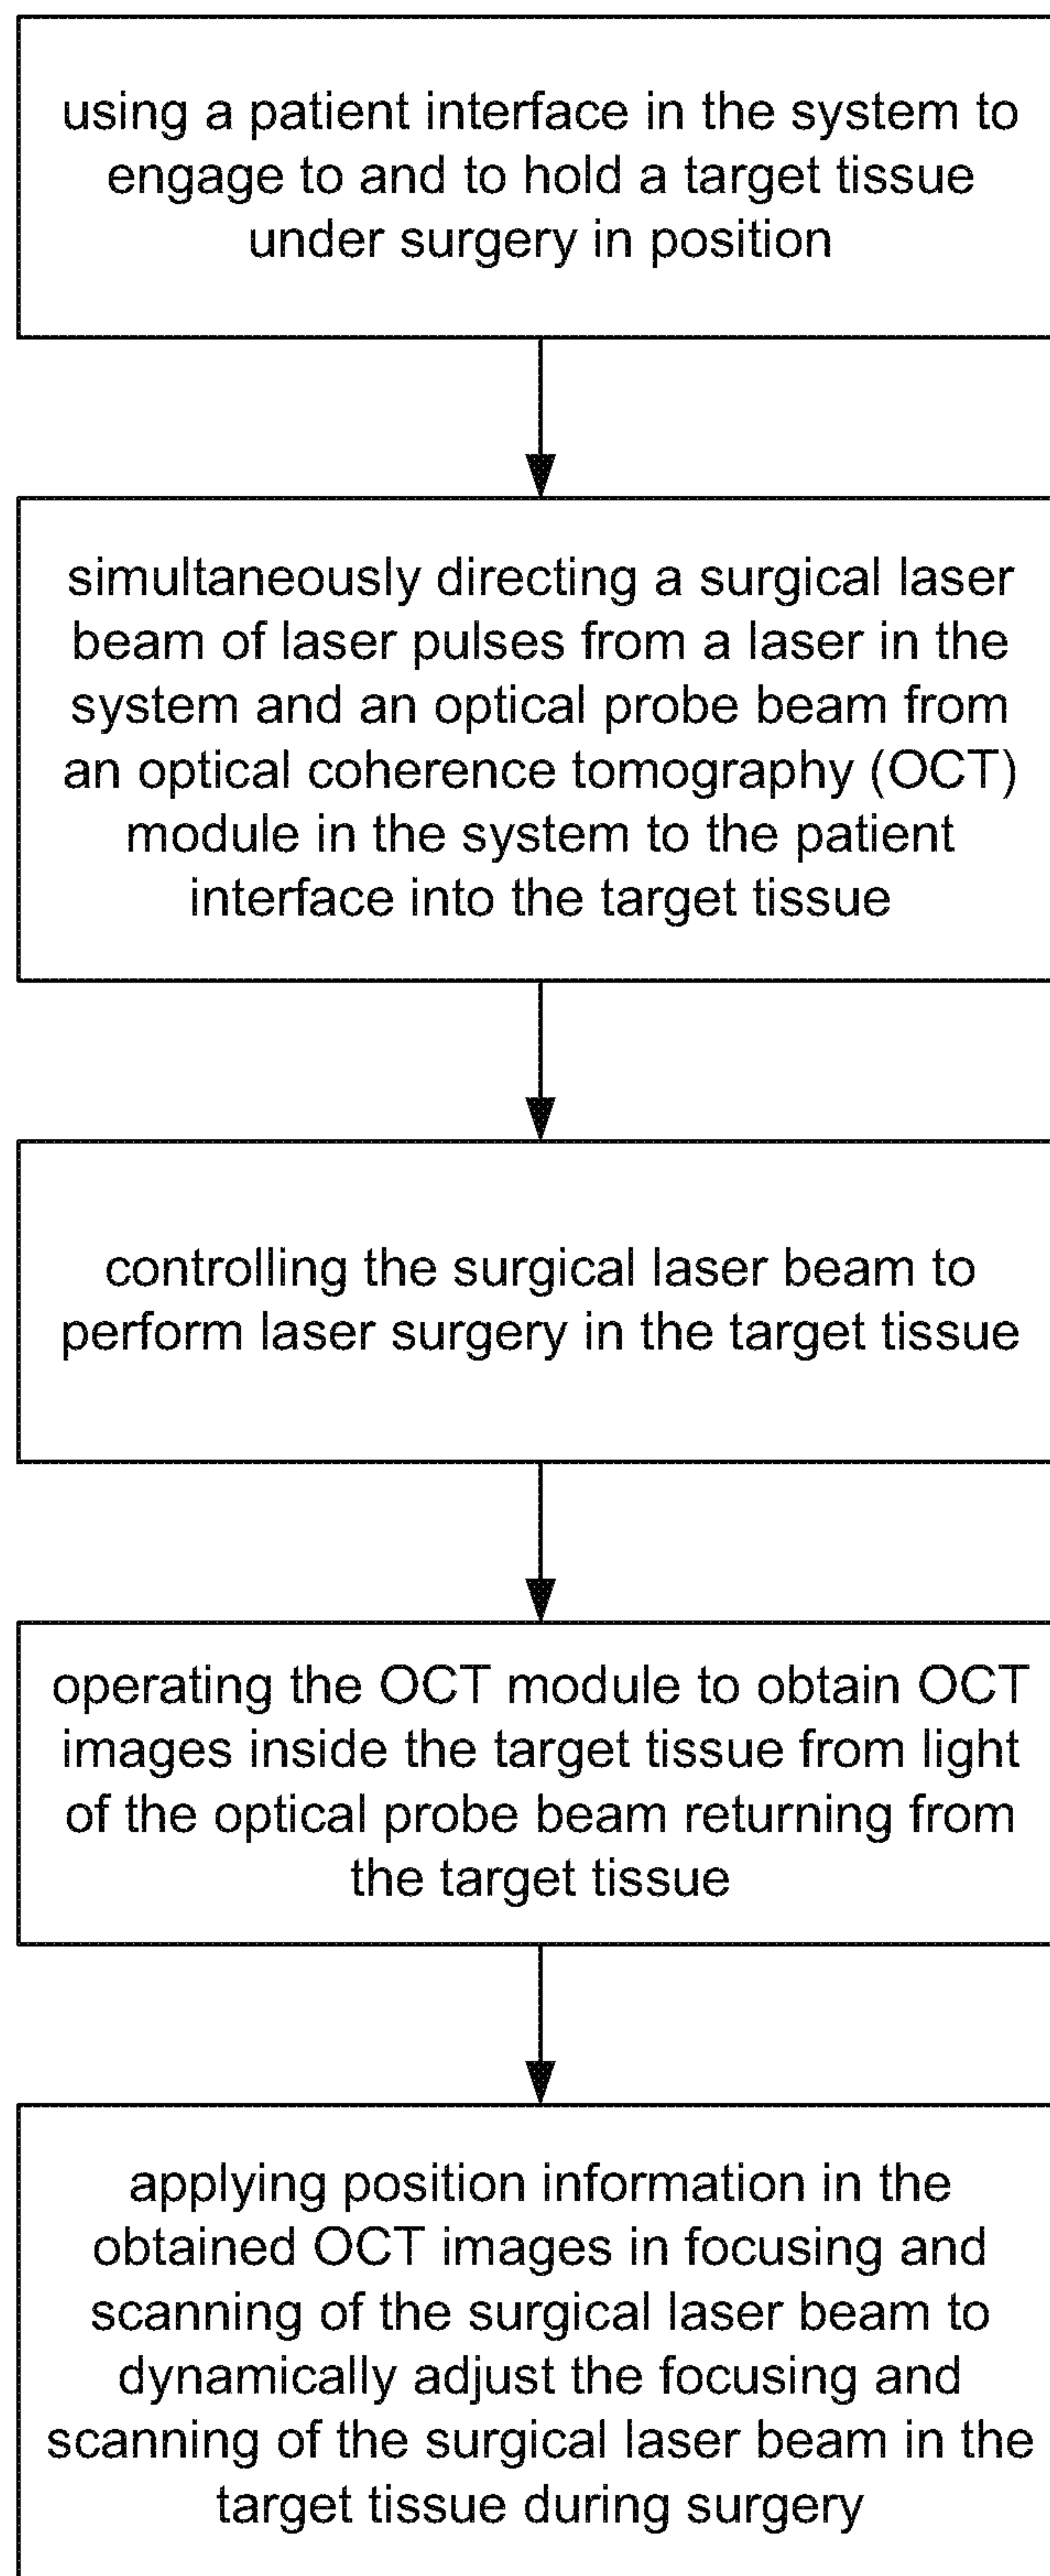 using a patient interface in the system to
engage to and to hold a target tissue
under surgery in position
simultaneously directing a surgical laser
beam of laser pulses from a laser in the
system and an optical probe beam from
an optical coherence tomography (OCT)
module in the system to the patient
interface into the target tissue
controlling the surgical laser beam to
perform laser surgery in the target tissue
operating the OCT module to obtain OCT
images inside the target tissue from light
of the optical probe beam returning from
the target tissue
applying position information in the
obtained OCT images in focusing and
scanning of the surgical laser beam to
dynamically adjust the focusing and
scanning of the surgical laser beam in the
target tissue during surgery